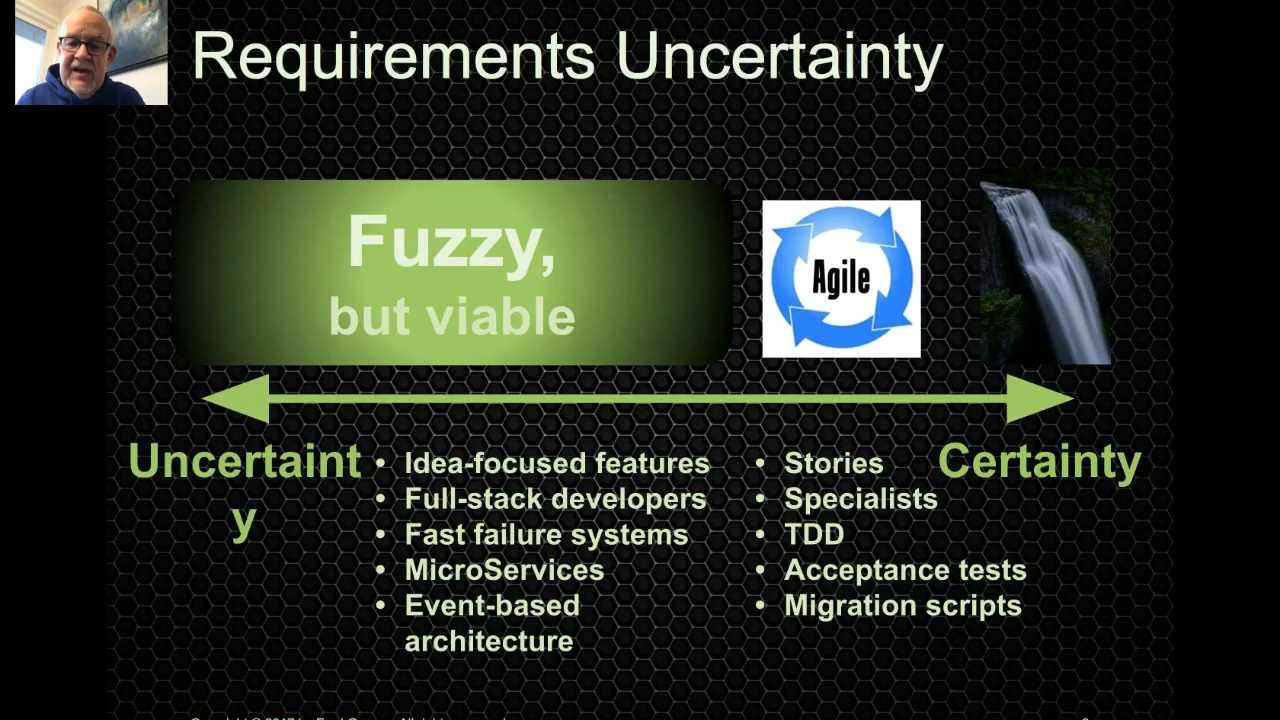 Requirements Uncertainty
Fuzzy,
but viable
Agile
Uncertaint
y
• Idea-focused features
• Full-stack developers
• Fast failure systems
• MicroServices
• Event-based
architecture
• Stories
• Specialists
• TDD
• Acceptance tests
• Migration scripts
Certainty